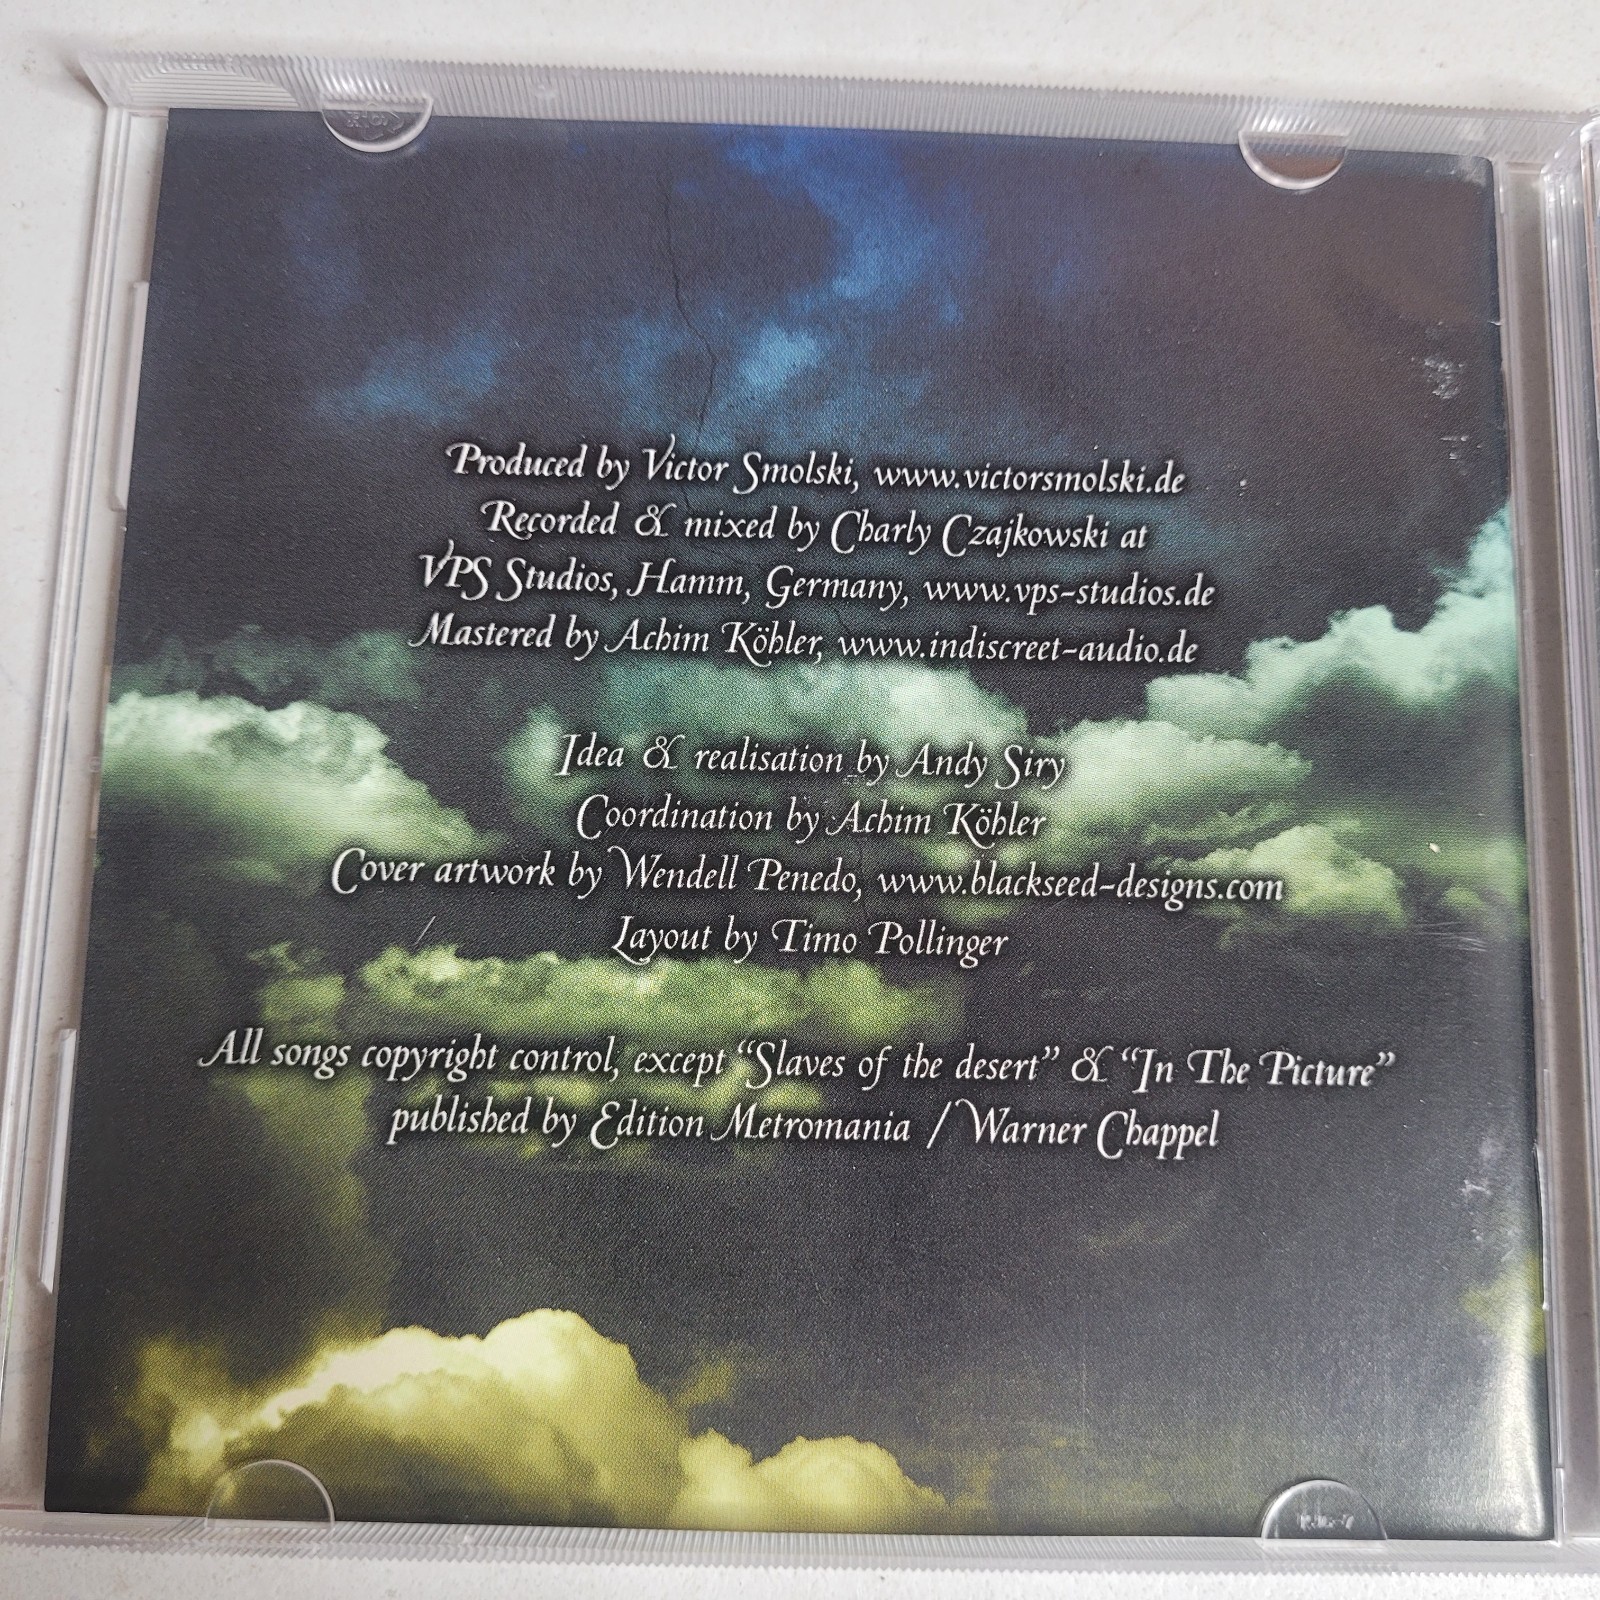 Produced by Victor Smolski, www.victorsmolski.de
Recorded & mixed by Charly Czajkowski at
VPS Studios, Hamm, Germany, www.vps-studios.de
Mastered by Achim Köhler, www.indiscreet-audio.de
Idea & realisation by Andy Siry
Coordination by Achim Köhler
Cover artwork by Wendell Penedo, www.blackseed-designs.com
Layout by Timo Pollinger
All songs copyright control, except “Slaves of the desert” & “In The Picture”
published by Edition Metromania / Warner Chappel